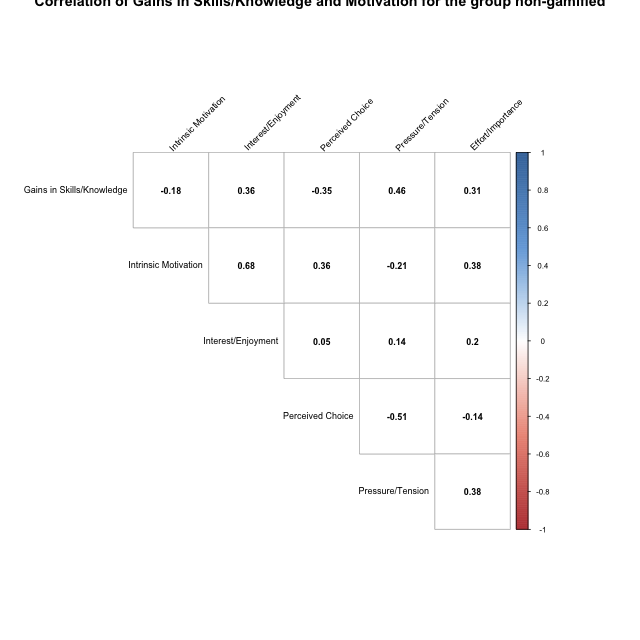 Correlation of Gains in Skills/Knowledge and Motivation for the group non-gamified
Intrinsic Motivation
Interest/Enjoyment
Perceived Choice
Pressure/Tension
Effort/Importance
Gains in Skills/Knowledge -0.18 0.36 -0.35 0.46 0.31
Intrinsic Motivation 0.68 0.36 -0.21 0.38
Interest/Enjoyment 0.05 0.14 0.2
Perceived Choice -0.51 -0.14
Pressure/Tension 0.38
1
0.8
0.6
0.4
0.2
0
-0.2
-0.4
-0.6
-0.8
-1